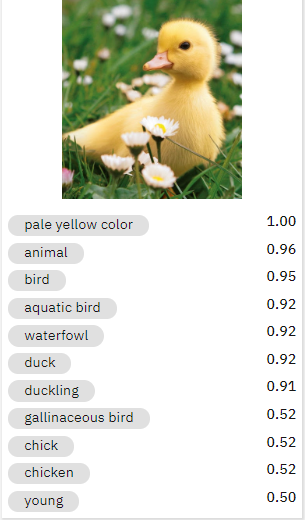 pale yellow color 1.00
animal 0.96
bird 0.95
aquatic bird 0.92
waterfowl 0.92
duck 0.92
duckling 0.91
gallinaceous bird 0.52
chick 0.52
chicken 0.52
young 0.50